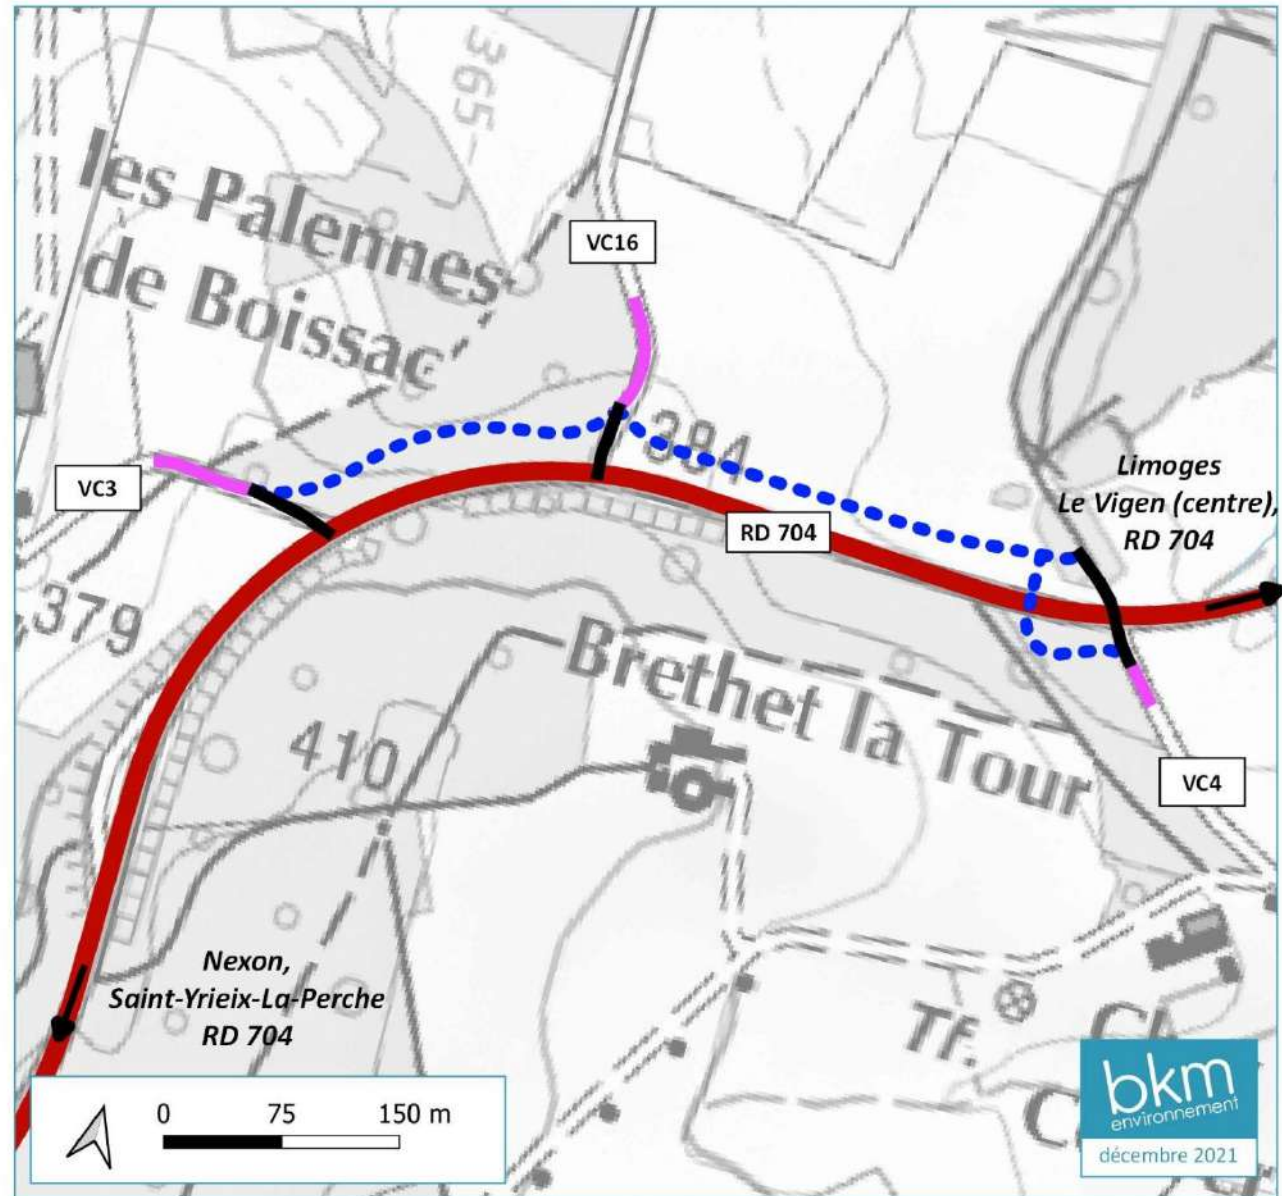 365
les Palennes
de Boissac
VC16
384
VC3
RD 704
Limoges
Le Vigen (centre),
RD 704
379
Brethet la Tour
410
VC4
Nexon,
Saint-Yrieix-La-Perche
RD 704
Tf.
0 75 150 m
bkm
environnement
décembre 2021